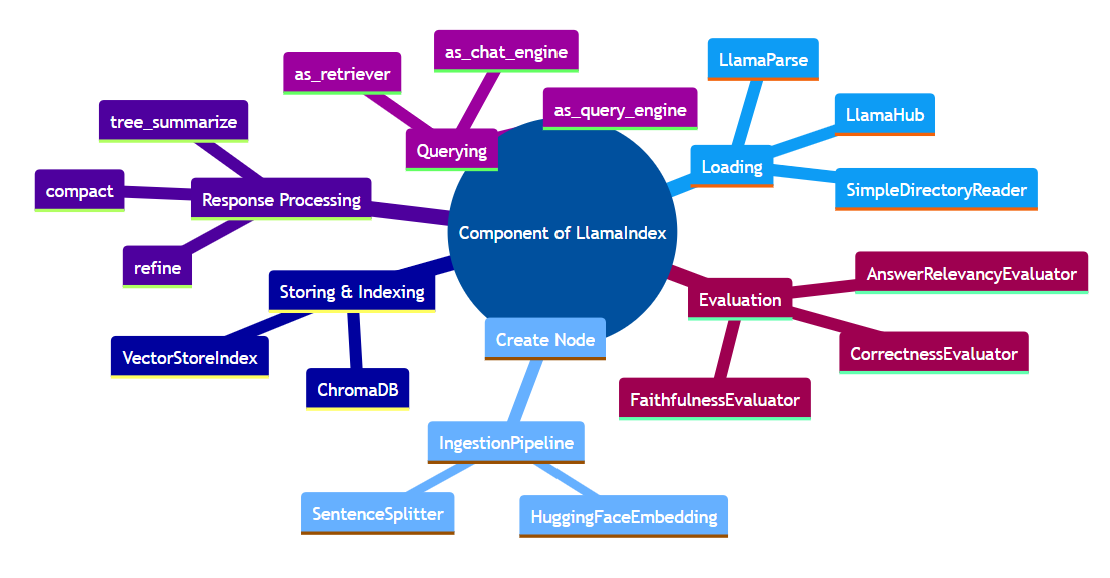 as_chat_engine
as_retriever
as_query_engine
Querying
LlamaParse
LlamaHub
Loading
SimpleDirectoryReader
tree_summarize
compact
Response Processing
refine
Component of LlamaIndex
Storing & Indexing
VectorStoreIndex
ChromaDB
Create Node
IngestionPipeline
SentenceSplitter
HuggingFaceEmbedding
AnswerRelevancyEvaluator
Evaluation
CorrectnessEvaluator
FaithfulnessEvaluator